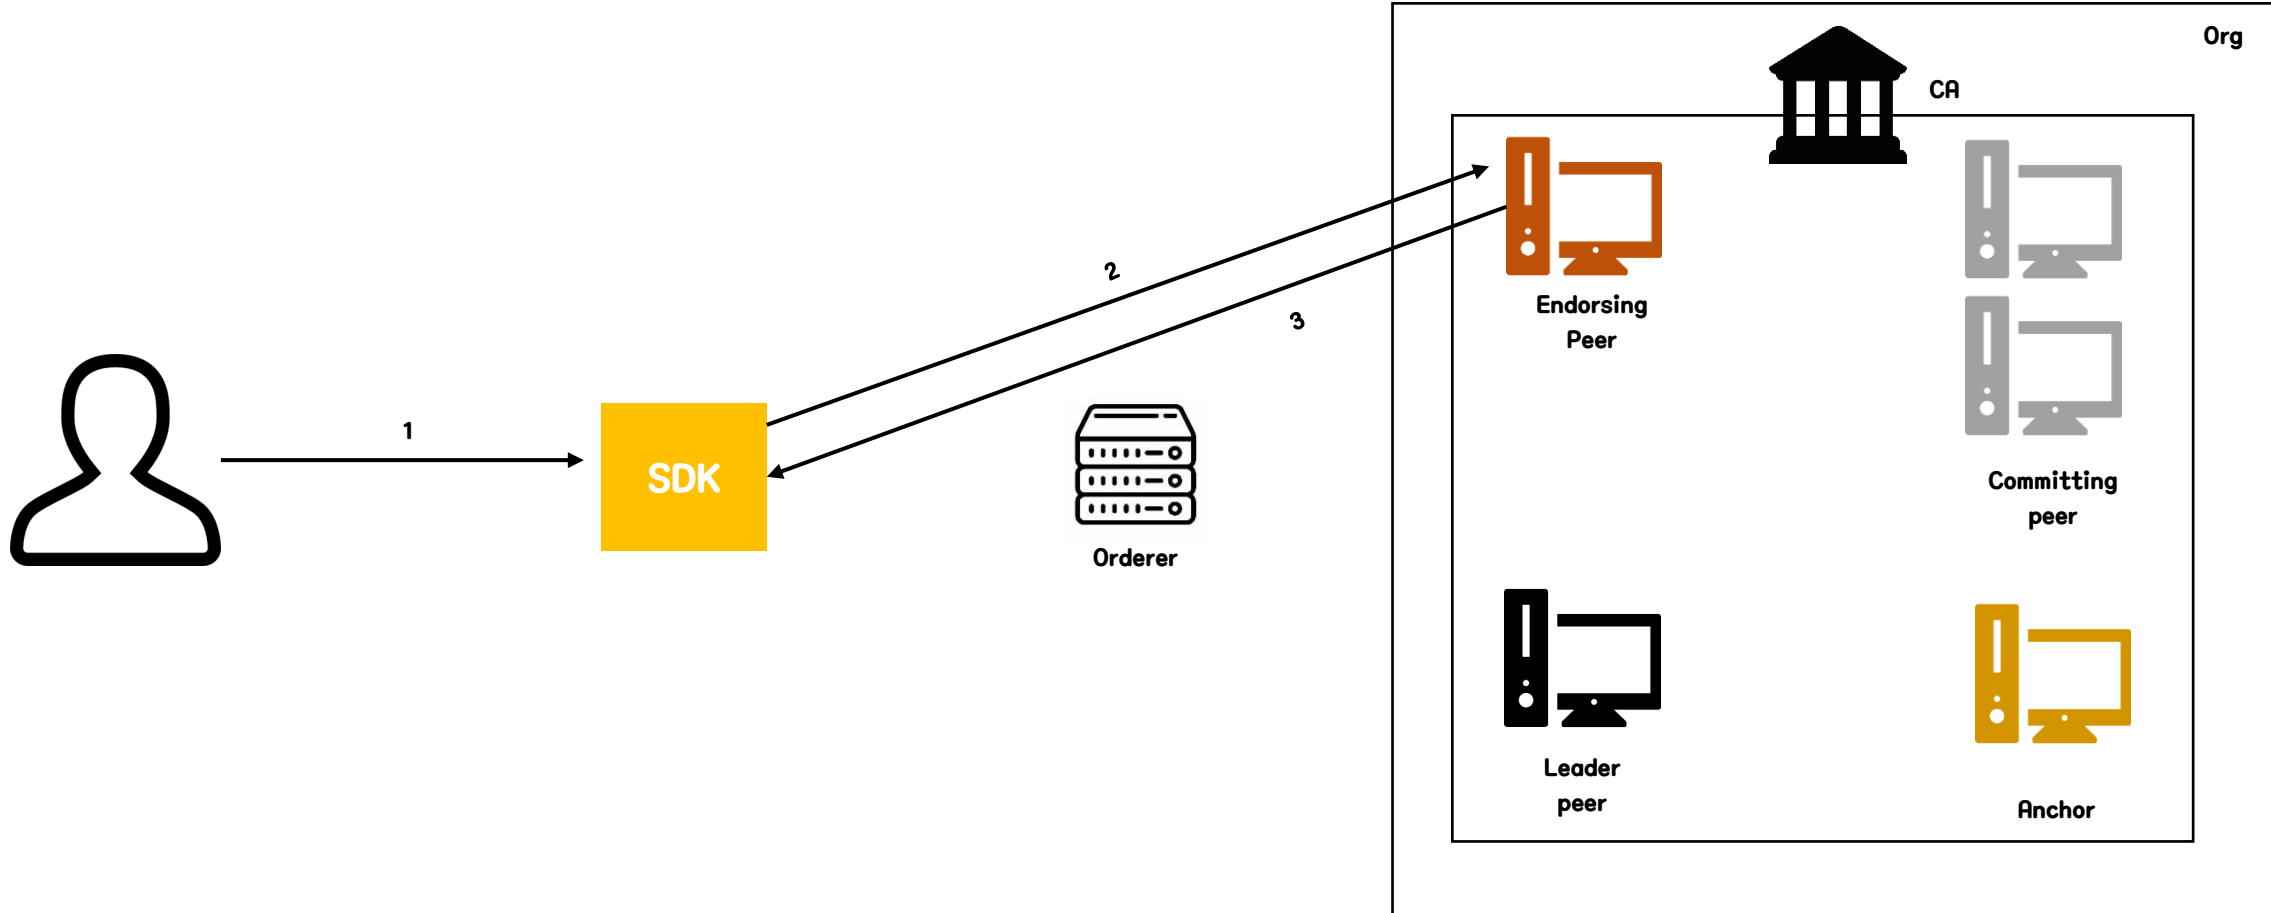 Org
CA
2
3
Endorsing
Peer
1
SDK
Orderer
Committing
peer
Leader
peer
Anchor